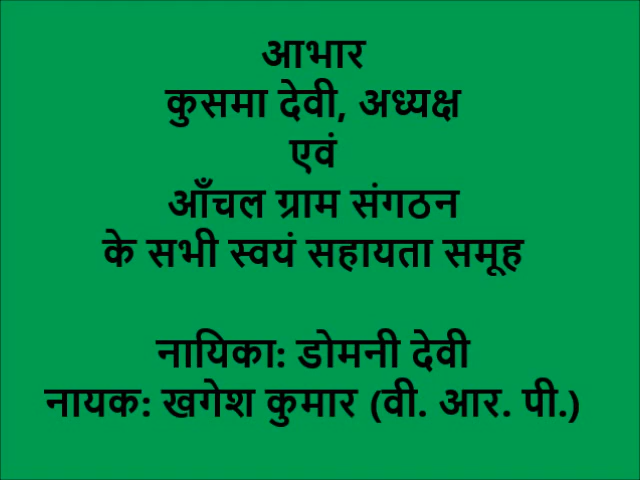 आभार
कुसमा देवी, अध्यक्ष
एवं
आँचल ग्राम संगठन
के सभी स्वयं सहायता समूह
नायिका: डोमनी देवी
नायक: खगेश कुमार (वी. आर. पी.)